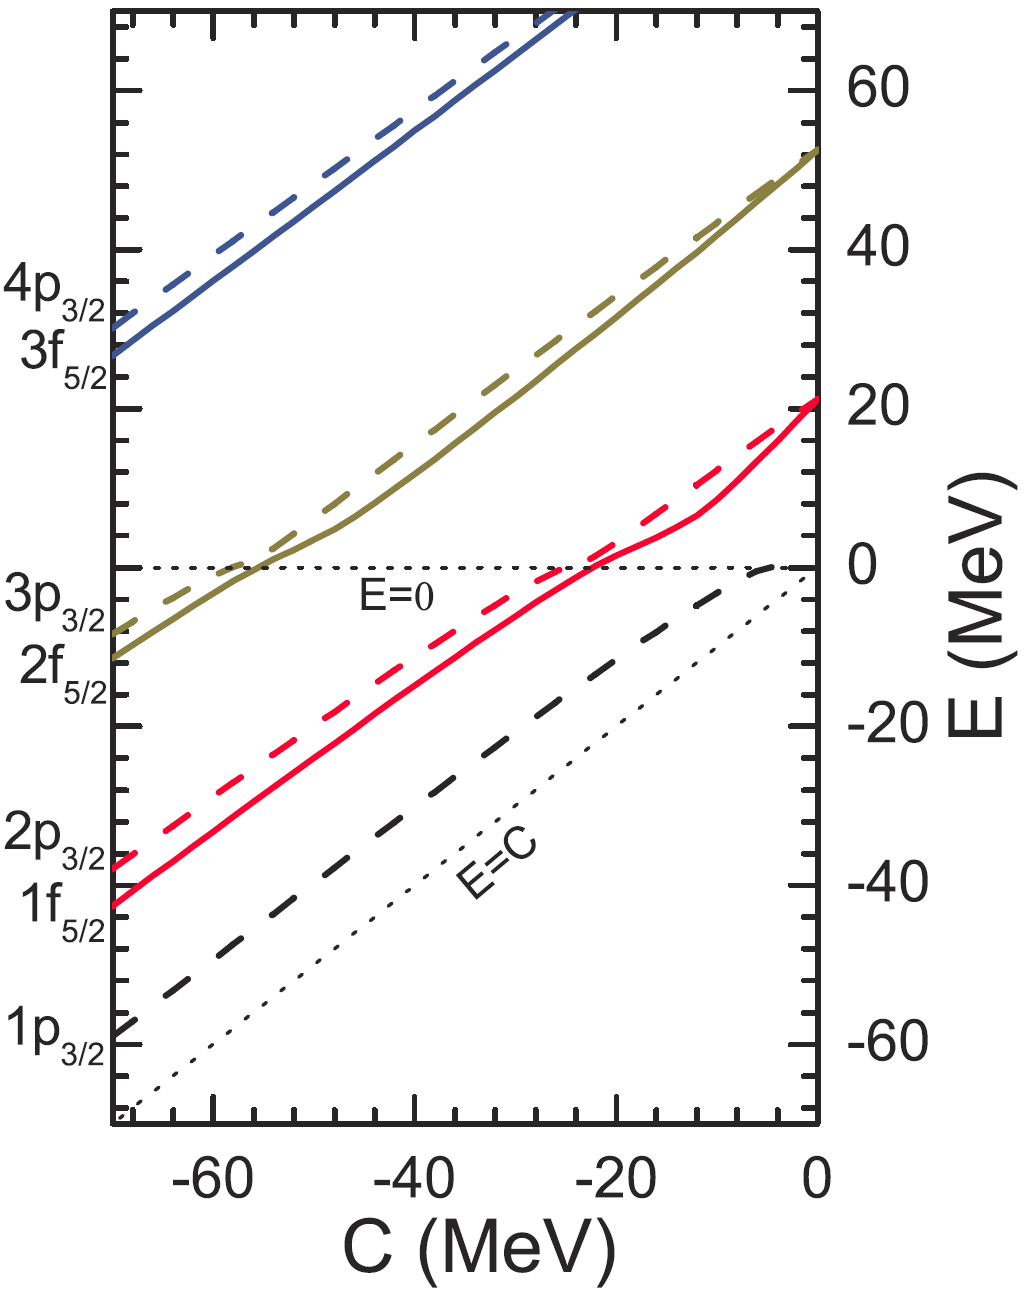 60
40
4p3/2
3f5/2
20
0
E=0
3p3/2
2f5/2
E (MeV)
-20
2p3/2
E=C
-40
1f5/2
1p3/2
-60
-60 -40 -20 0
C (MeV)